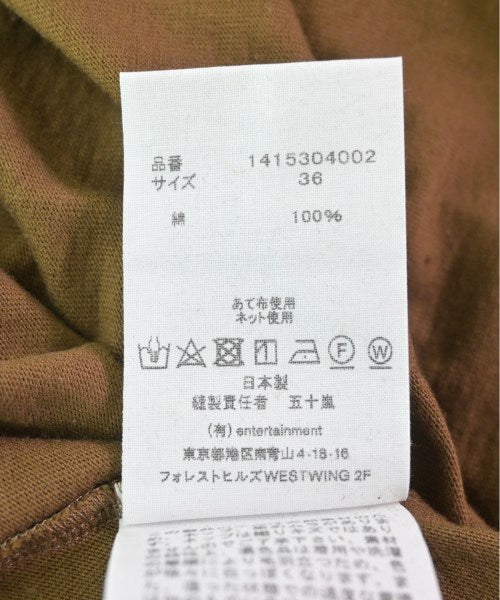 品番 1415304002
サイズ 36
綿 100%
あて布使用
ネット使用
F W
日本製
縫製責任者 五十嵐
(有) entertainment
東京都港区南青山4-18-16
フォレストヒルズWESTWING 2F